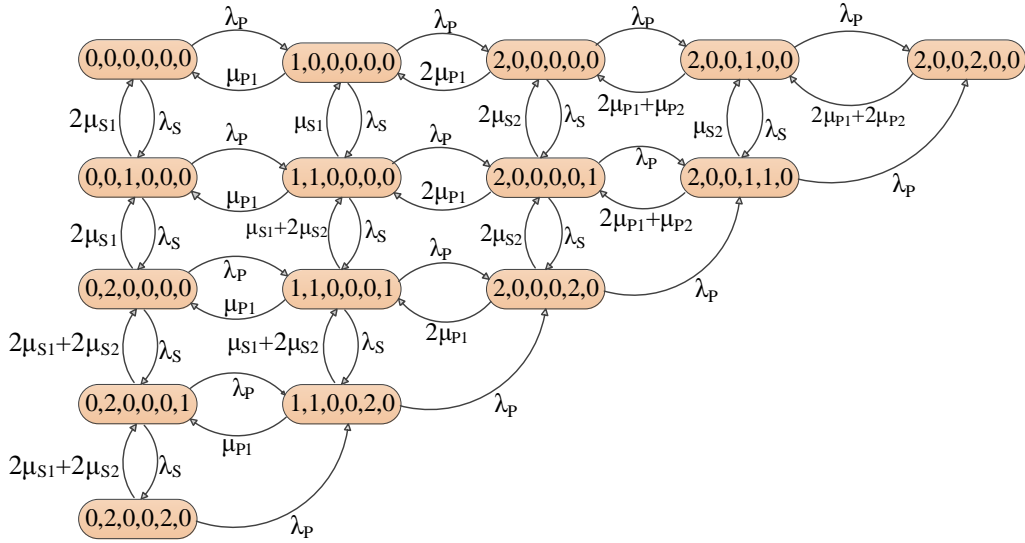 λP λP λP λP
0,0,0,0,0,0 1,0,0,0,0,0 2,0,0,0,0,0 2,0,0,1,0,0 2,0,0,2,0,0
μP1 2μP1 2μP1+μP2 2μP1+2μP2
2μS1 λS μS1 λS 2μS2 λS μS2 λS
λP λP λP
0,0,1,0,0,0 1,1,0,0,0,0 2,0,0,0,0,1 2,0,0,1,1,0
μP1 2μP1 2μP1+μP2 λP
2μS1 λS μS1+2μS2 λS 2μS2 λS
λP λP
0,2,0,0,0,0 1,1,0,0,0,1 2,0,0,0,2,0
μP1 2μP1 λP
2μS1+2μS2 λS μS1+2μS2 λS
λP
0,2,0,0,0,1 1,1,0,0,2,0
μP1 λP
2μS1+2μS2 λS
0,2,0,0,2,0
λP